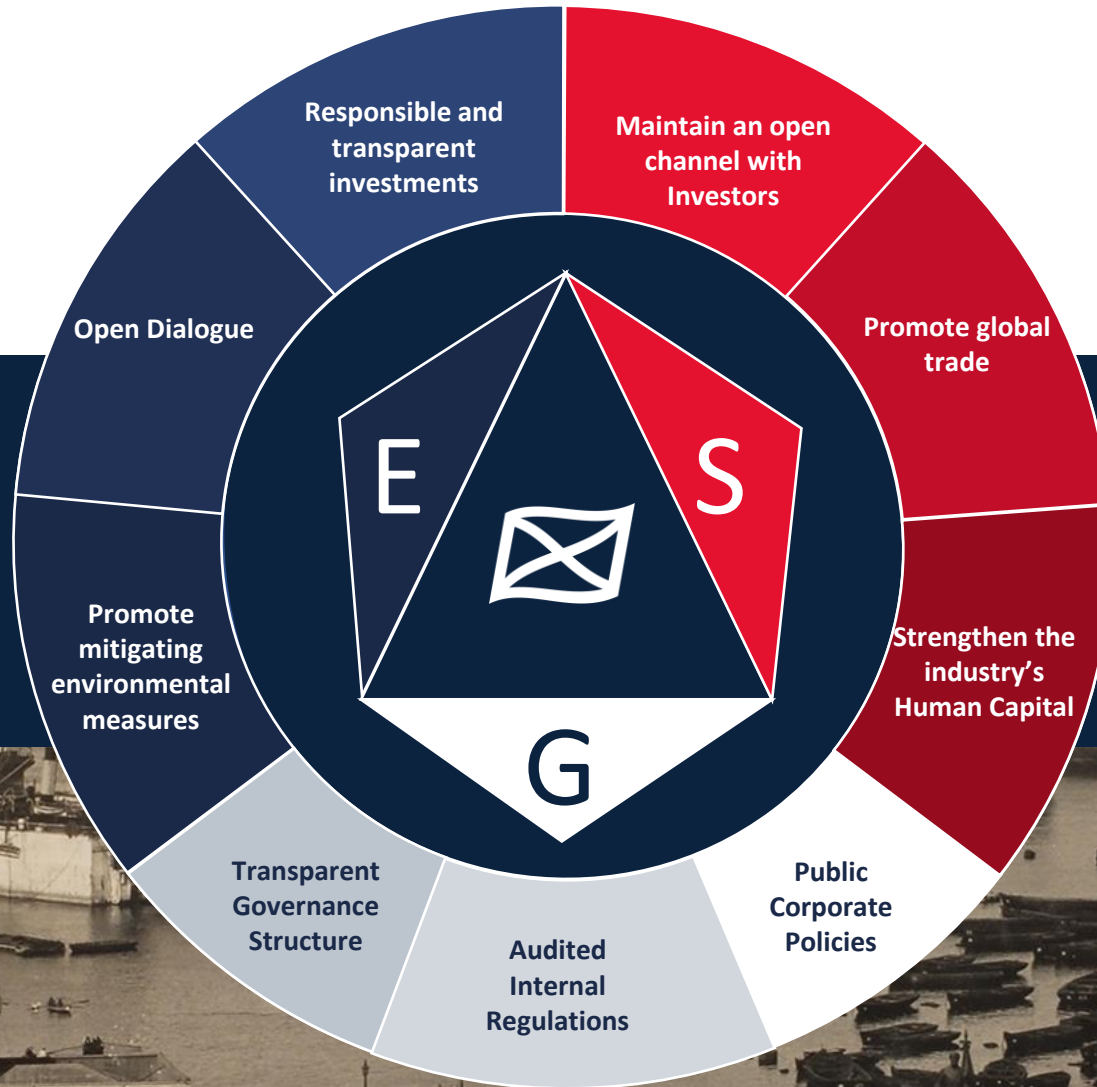 Responsible and
transparent
investments
Maintain an open
channel with
Investors
Open Dialogue
Promote global
trade
E
S
Promote
mitigating
environmental
measures
Strengthen the
industry’s
Human Capital
G
Transparent
Governance
Structure
Public
Corporate
Policies
Audited
Internal
Regulations